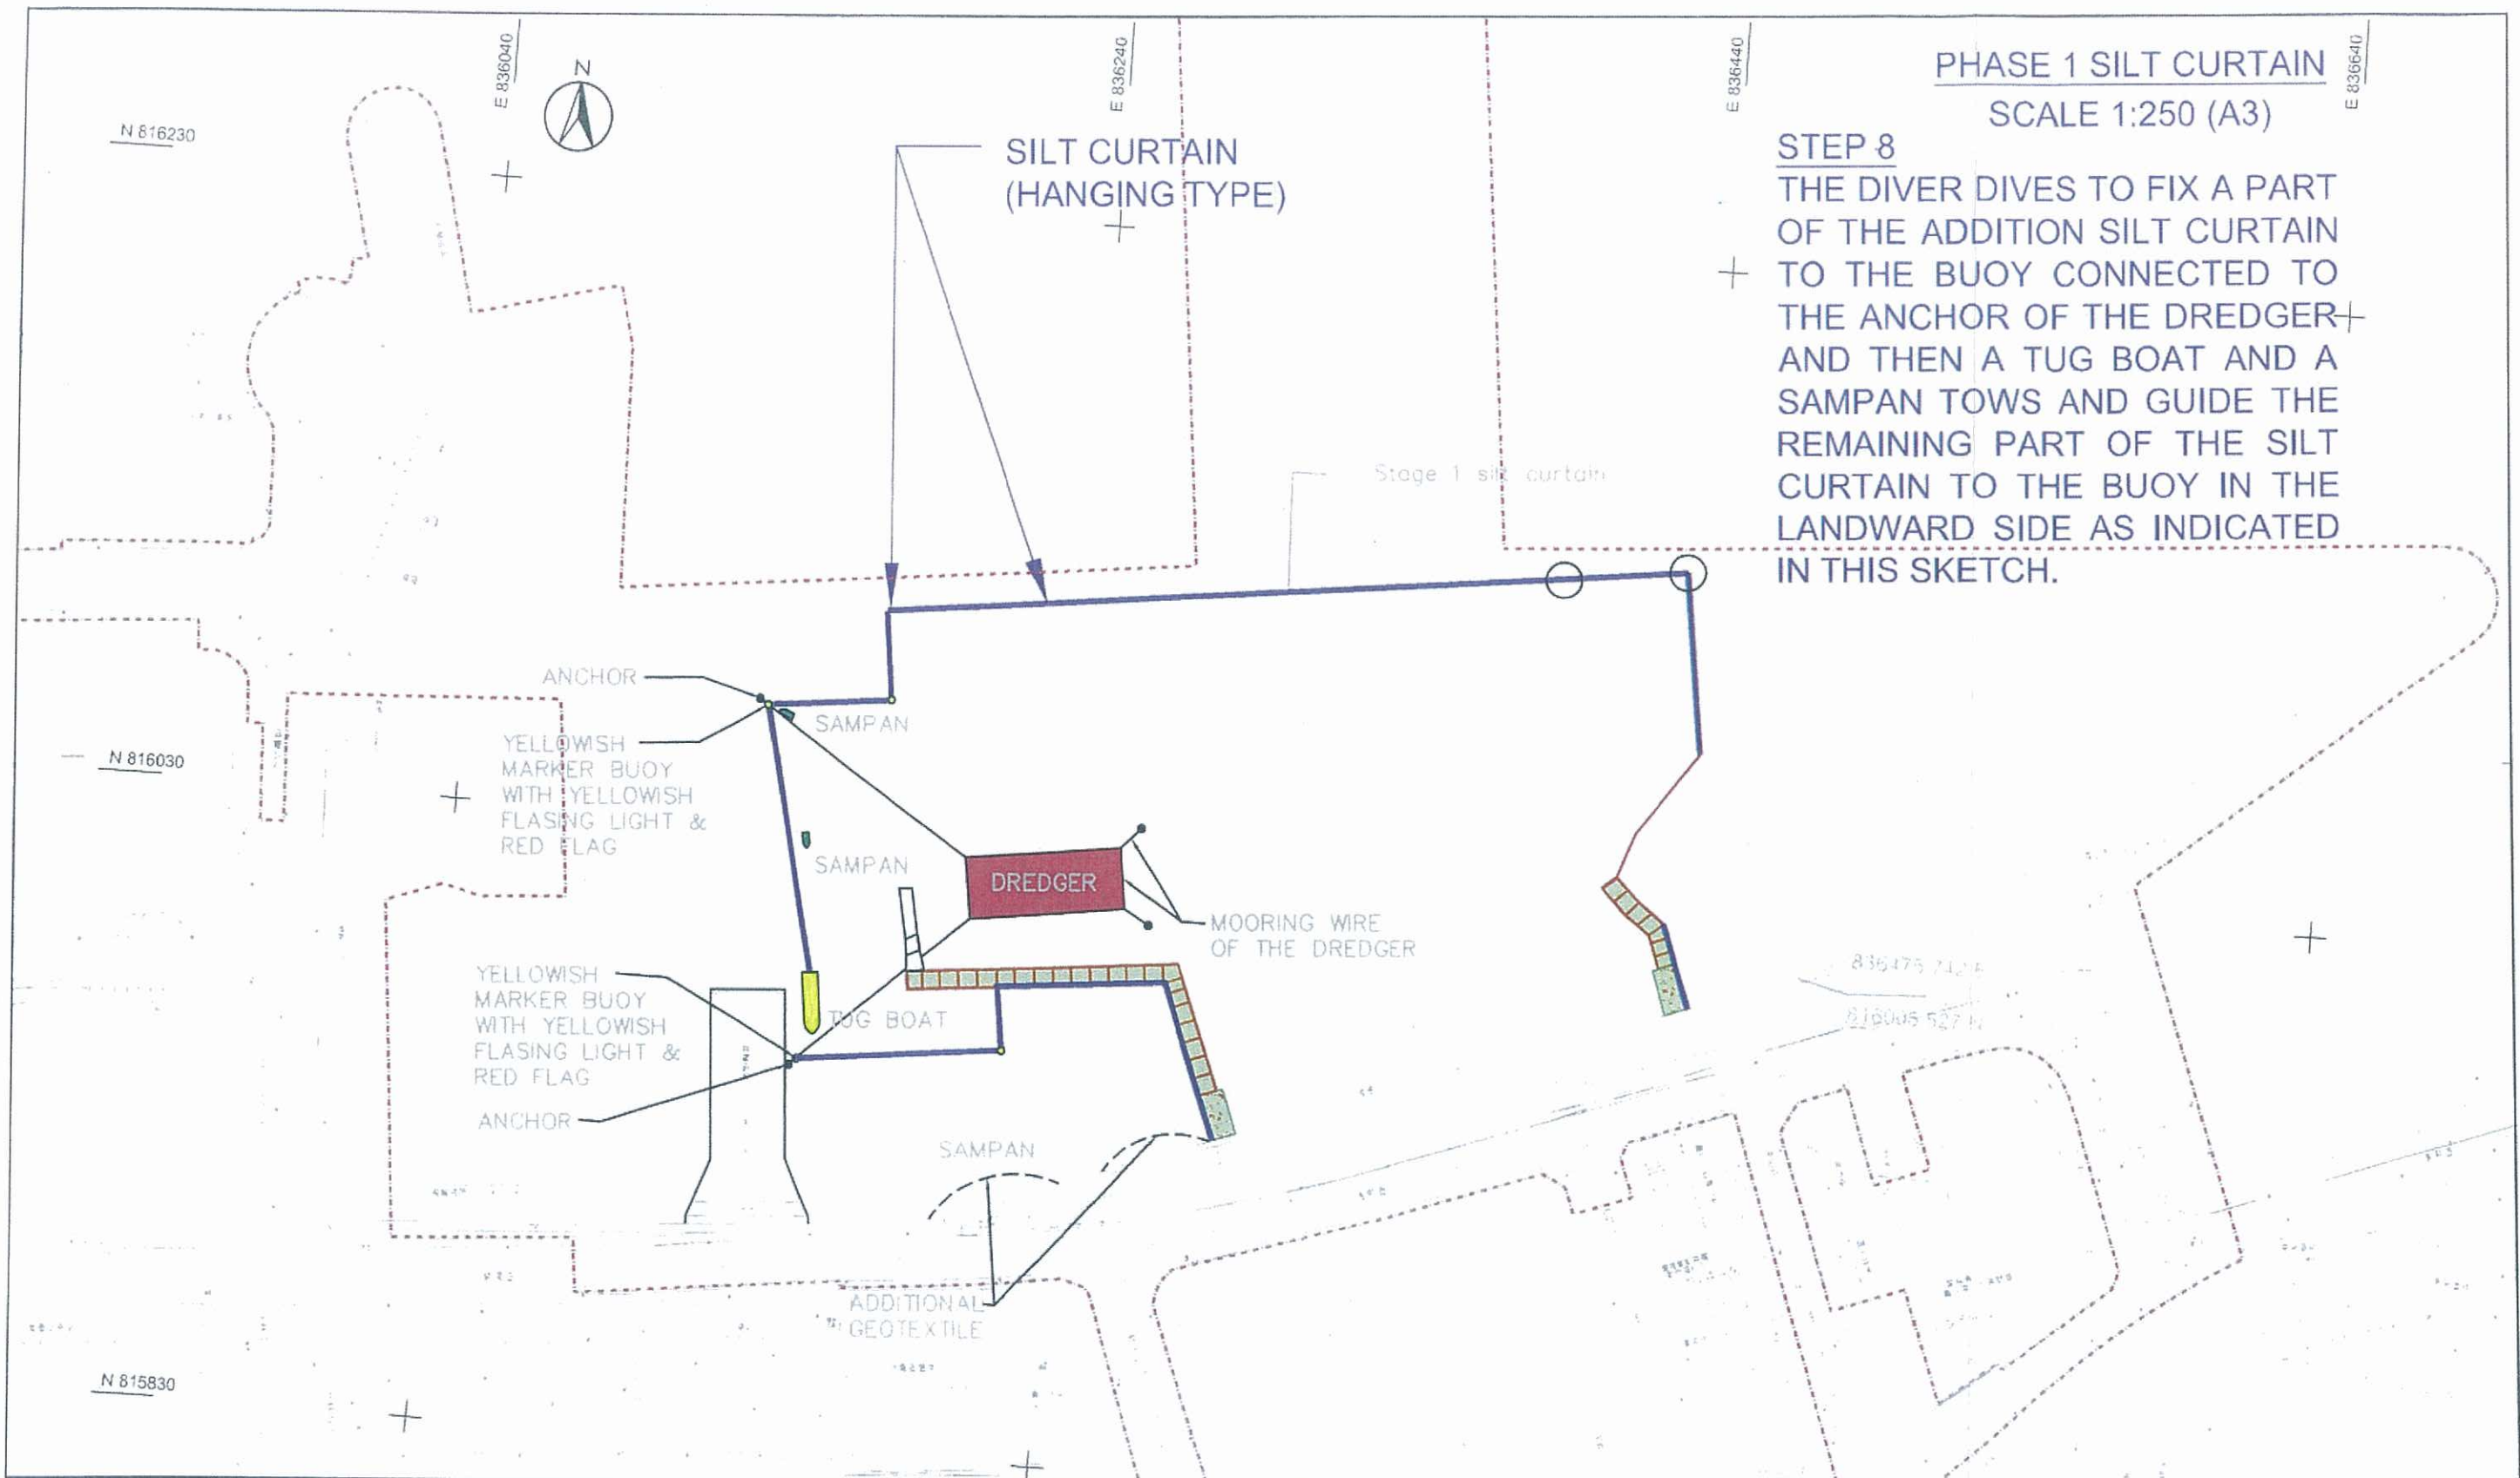 E 836040
E 836240
E 836440
E 836640
PHASE 1 SILT CURTAIN
SCALE 1:250 (A3)
N
N 816230
SILT CURTAIN
(HANGING TYPE)
STEP 8
THE DIVER DIVES TO FIX A PART
OF THE ADDITION SILT CURTAIN
TO THE BUOY CONNECTED TO
THE ANCHOR OF THE DREDGER
AND THEN A TUG BOAT AND A
SAMPAN TOWS AND GUIDE THE
REMAINING PART OF THE SILT
CURTAIN TO THE BUOY IN THE
LANDWARD SIDE AS INDICATED
IN THIS SKETCH.
Stage 1 silt curtain
ANCHOR
SAMPAN
YELLOWISH
MARKER BUOY
WITH YELLOWISH
FLASING LIGHT &
RED FLAG
N 816030
SAMPAN
DREDGER
MOORING WIRE
OF THE DREDGER
YELLOWISH
MARKER BUOY
WITH YELLOWISH
FLASING LIGHT &
RED FLAG
TUG BOAT
ANCHOR
SAMPAN
ADDITIONAL
GEOTEXTILE
N 815830